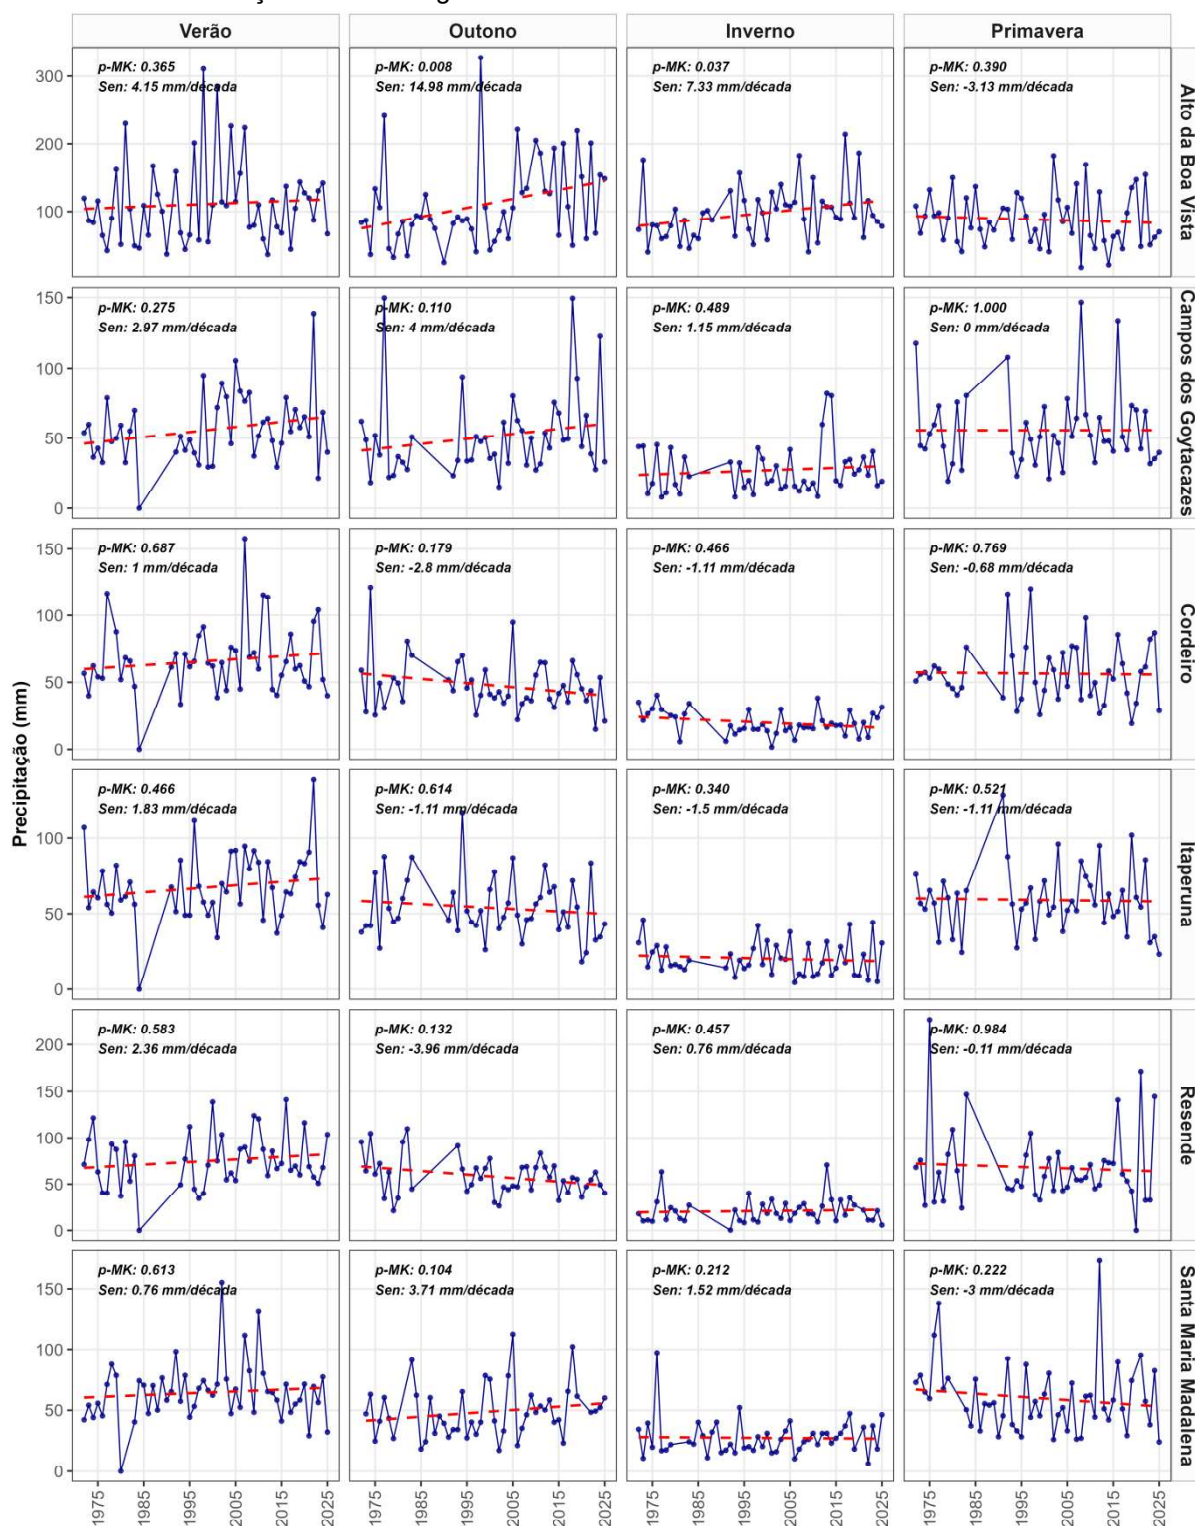 Verão
Outono
Inverno
Primavera
p-MK: 0.365
Sen: 4.15 mm/década
p-MK: 0.008
Sen: 14.98 mm/década
p-MK: 0.037
Sen: 7.33 mm/década
p-MK: 0.390
Sen: -3.13 mm/década
Alto da Boa Vista
300
200
100
p-MK: 0.275
Sen: 2.97 mm/década
p-MK: 0.110
Sen: 4 mm/década
p-MK: 0.489
Sen: 1.15 mm/década
p-MK: 1.000
Sen: 0 mm/década
Campos dos Goytacazes
150
100
50
0
p-MK: 0.687
Sen: 1 mm/década
p-MK: 0.179
Sen: -2.8 mm/década
p-MK: 0.466
Sen: -1.11 mm/década
p-MK: 0.769
Sen: -0.68 mm/década
Cordeiro
150
100
50
0
Precipitação (mm)
p-MK: 0.466
Sen: 1.83 mm/década
p-MK: 0.614
Sen: -1.11 mm/década
p-MK: 0.340
Sen: -1.5 mm/década
p-MK: 0.521
Sen: -1.11 mm/década
Itaperuna
100
50
0
p-MK: 0.583
Sen: 2.36 mm/década
p-MK: 0.132
Sen: -3.96 mm/década
p-MK: 0.457
Sen: 0.76 mm/década
p-MK: 0.984
Sen: -0.11 mm/década
Resende
200
150
100
50
0
p-MK: 0.613
Sen: 0.76 mm/década
p-MK: 0.104
Sen: 3.71 mm/década
p-MK: 0.212
Sen: 1.52 mm/década
p-MK: 0.222
Sen: -3 mm/década
Santa Maria Madalena
150
100
50
0
1975 1985 1995 2005 2015 2025
1975 1985 1995 2005 2015 2025
1975 1985 1995 2005 2015 2025
1975 1985 1995 2005 2015 2025